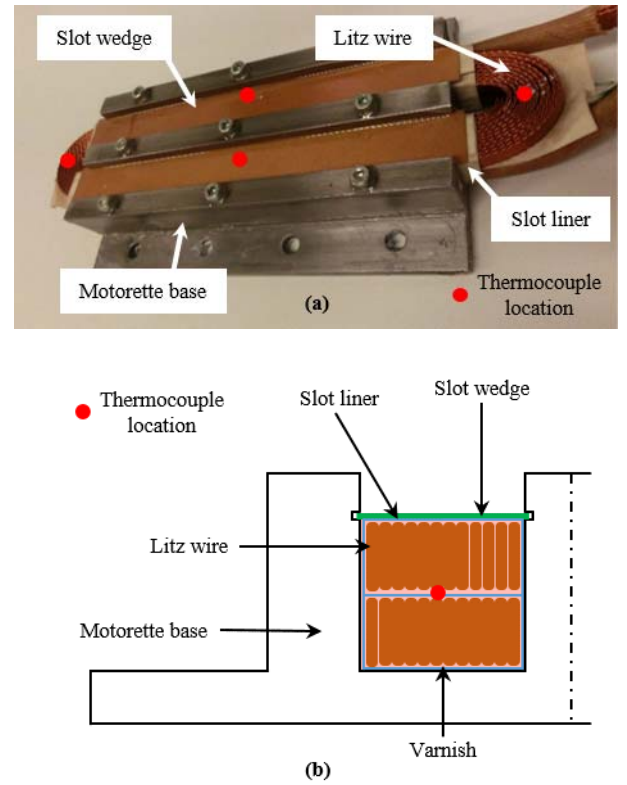 Slot wedge
Litz wire
Slot liner
Motorette base
Thermocouple
location
(a)
Thermocouple
location
Slot liner
Slot wedge
Litz wire
Motorette base
Varnish
(b)